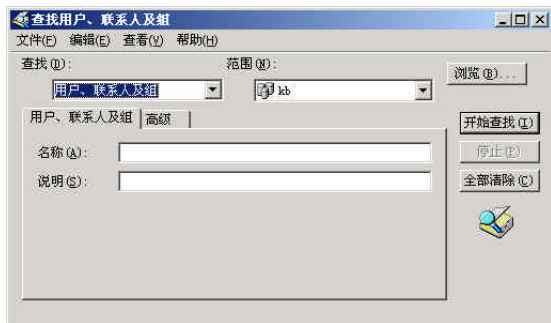 查找用户、联系人及组
文件(F) 编辑(E) 查看(V) 帮助(H)
查找(D): 范围(N):
用户、联系人及组 kb 浏览(B)...
用户、联系人及组 高级 开始查找(I)
名称(A): 停止(P)
说明(S): 全部清除(C)